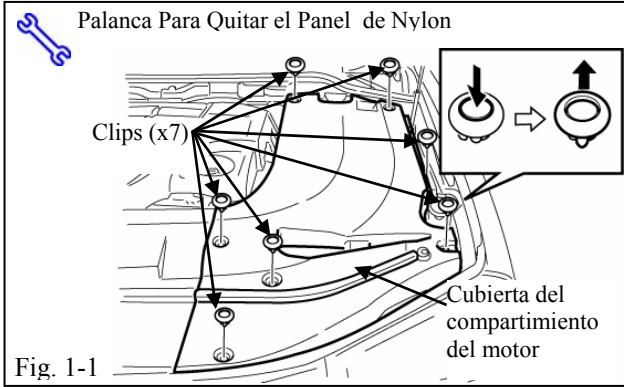 Palanca Para Quitar el Panel de Nylon
Clips (x7)
Cubierta del
compartimiento
del motor
Fig. 1-1